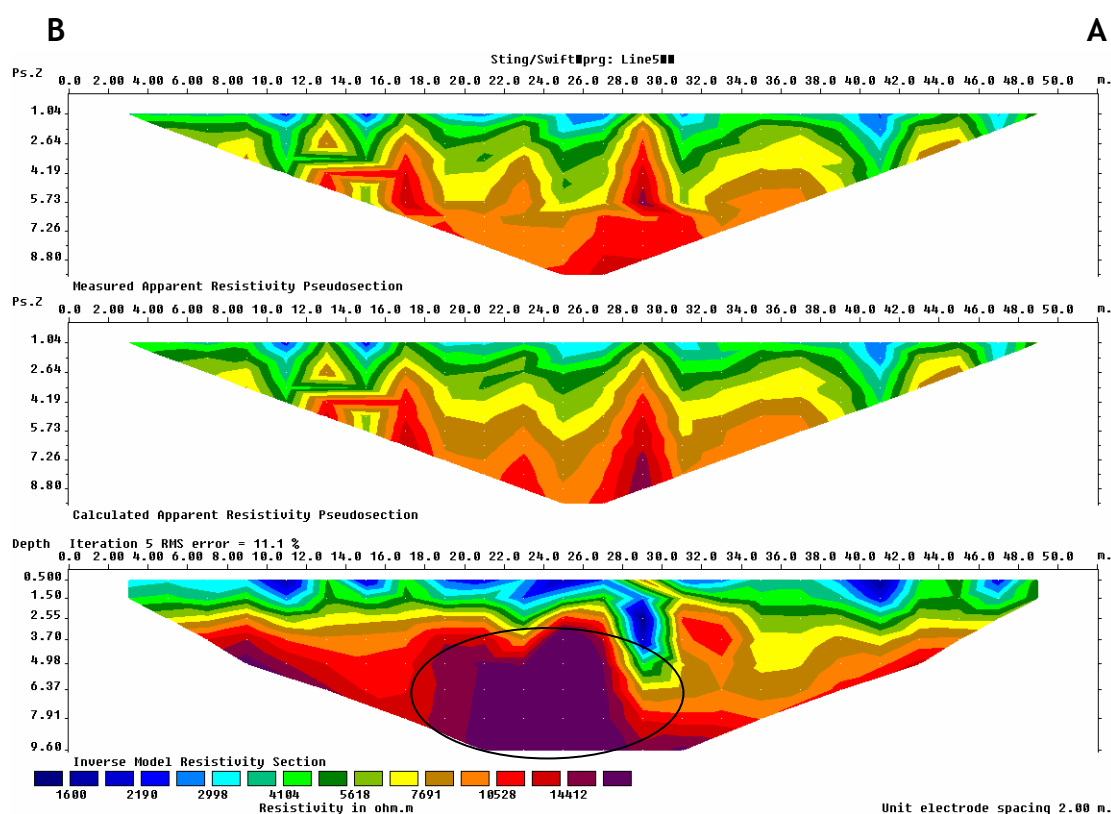 B A
Sting/Swift■prg: Line5■■
Ps.Z 0.0 2.00 4.00 6.00 8.00 10.0 12.0 14.0 16.0 18.0 20.0 22.0 24.0 26.0 28.0 30.0 32.0 34.0 36.0 38.0 40.0 42.0 44.0 46.0 48.0 50.0 m.
1.04
2.64
4.19
5.73
7.26
8.80
Measured Apparent Resistivity Pseudosection
Ps.Z 0.0 2.00 4.00 6.00 8.00 10.0 12.0 14.0 16.0 18.0 20.0 22.0 24.0 26.0 28.0 30.0 32.0 34.0 36.0 38.0 40.0 42.0 44.0 46.0 48.0 50.0 m.
1.04
2.64
4.19
5.73
7.26
8.80
Calculated Apparent Resistivity Pseudosection
Depth Iteration 5 RMS error = 11.1 %
0.0 2.00 4.00 6.00 8.00 10.0 12.0 14.0 16.0 18.0 20.0 22.0 24.0 26.0 28.0 30.0 32.0 34.0 36.0 38.0 40.0 42.0 44.0 46.0 48.0 50.0 m.
0.500
1.50
2.55
3.70
4.98
6.37
7.91
9.60
Inverse Model Resistivity Section
1600 2190 2998 4104 5618 7691 10528 14412
Resistivity in ohm.m Unit electrode spacing 2.00 m.